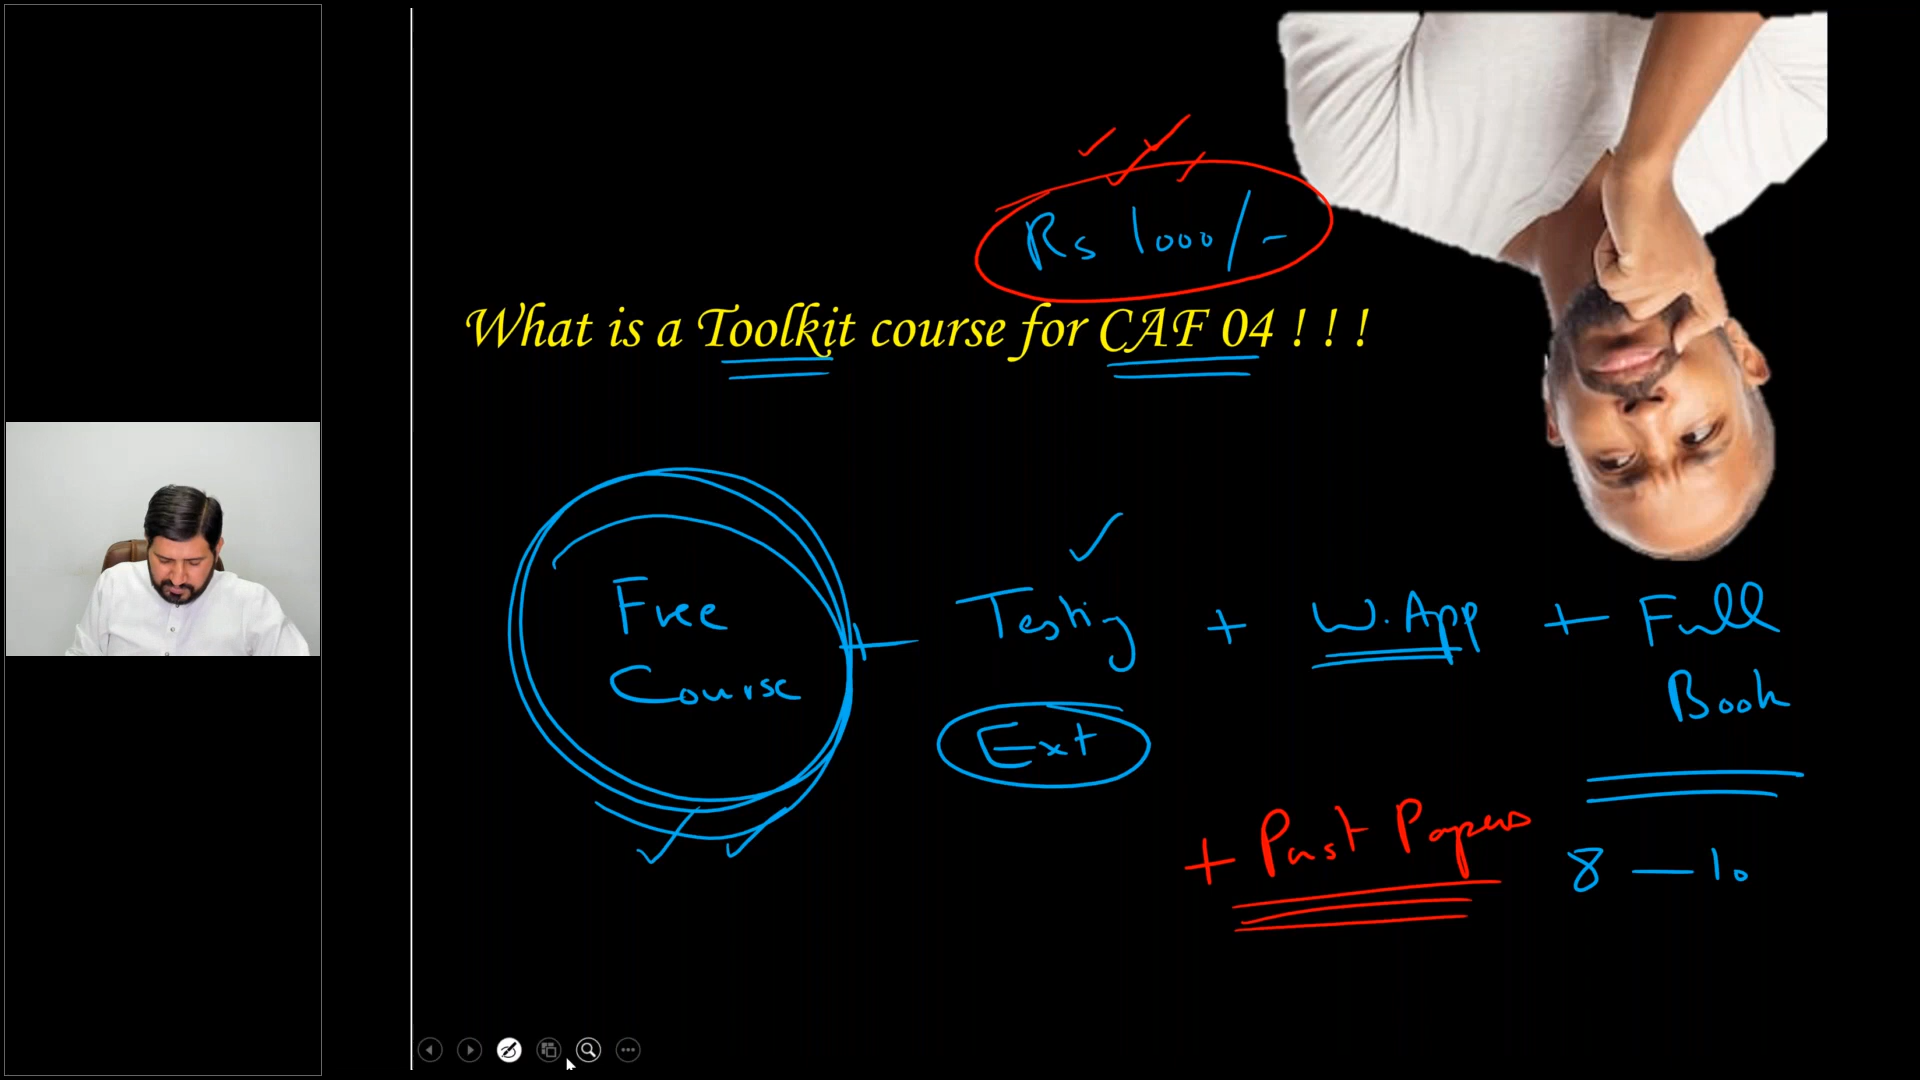 Rs 1000/-
What is a Toolkit course for CAF 04 ! ! !
Free Course + Testing + W.App + Full Book
Ext
+ Past Papers
8 — 10